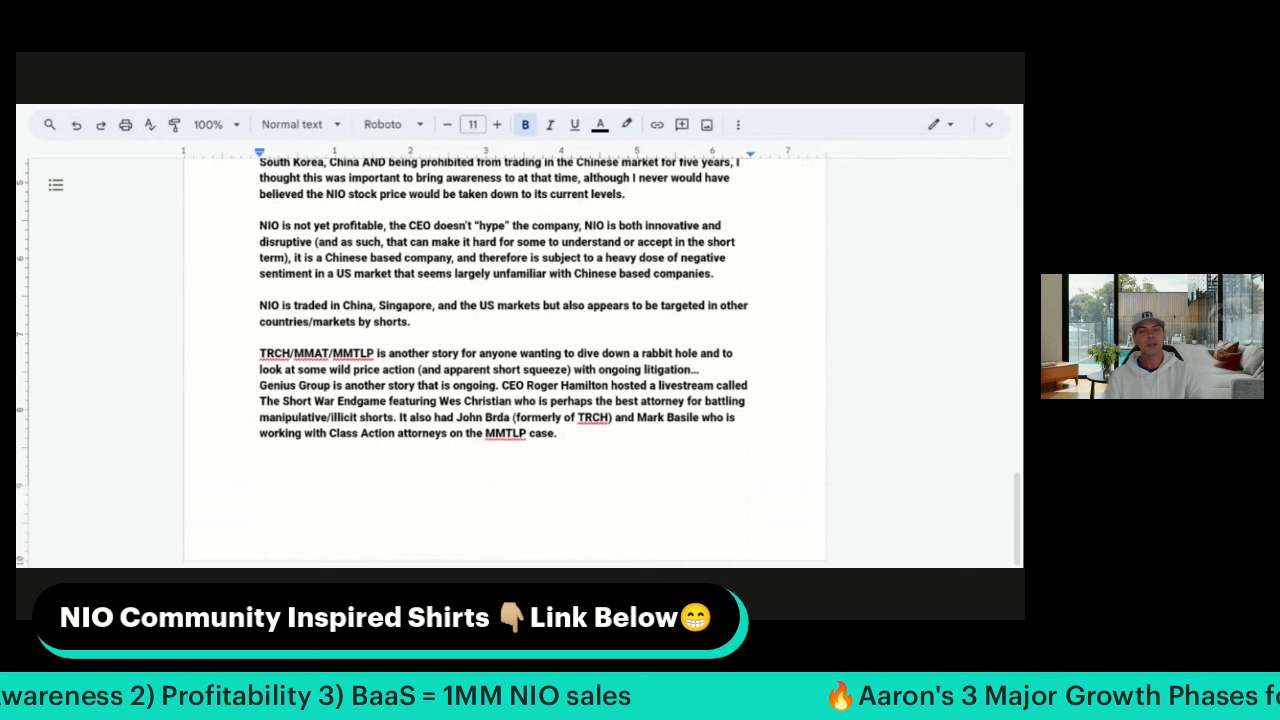 100%
Normal text
Roboto
11
B
I
U
A
1
1
2
3
4
5
6
7
South Korea, China AND being prohibited from trading in the Chinese market for five years, I
thought this was important to bring awareness to at that time, although I never would have
believed the NIO stock price would be taken down to its current levels.
NIO is not yet profitable, the CEO doesn't “hype” the company, NIO is both innovative and
disruptive (and as such, that can make it hard for some to understand or accept in the short
term), it is a Chinese based company, and therefore is subject to a heavy dose of negative
sentiment in a US market that seems largely unfamiliar with Chinese based companies.
NIO is traded in China, Singapore, and the US markets but also appears to be targeted in other
countries/markets by shorts.
TRCH/MMAT/MMTLP is another story for anyone wanting to dive down a rabbit hole and to
look at some wild price action (and apparent short squeeze) with ongoing litigation...
Genius Group is another story that is ongoing. CEO Roger Hamilton hosted a livestream called
The Short War Endgame featuring Wes Christian who is perhaps the best attorney for battling
manipulative/illicit shorts. It also had John Brda (formerly of TRCH) and Mark Basile who is
working with Class Action attorneys on the MMTLP case.
NIO Community Inspired Shirts 👇🏼Link Below😁
wareness 2) Profitability 3) BaaS = 1MM NIO sales
🔥Aaron's 3 Major Growth Phases fo